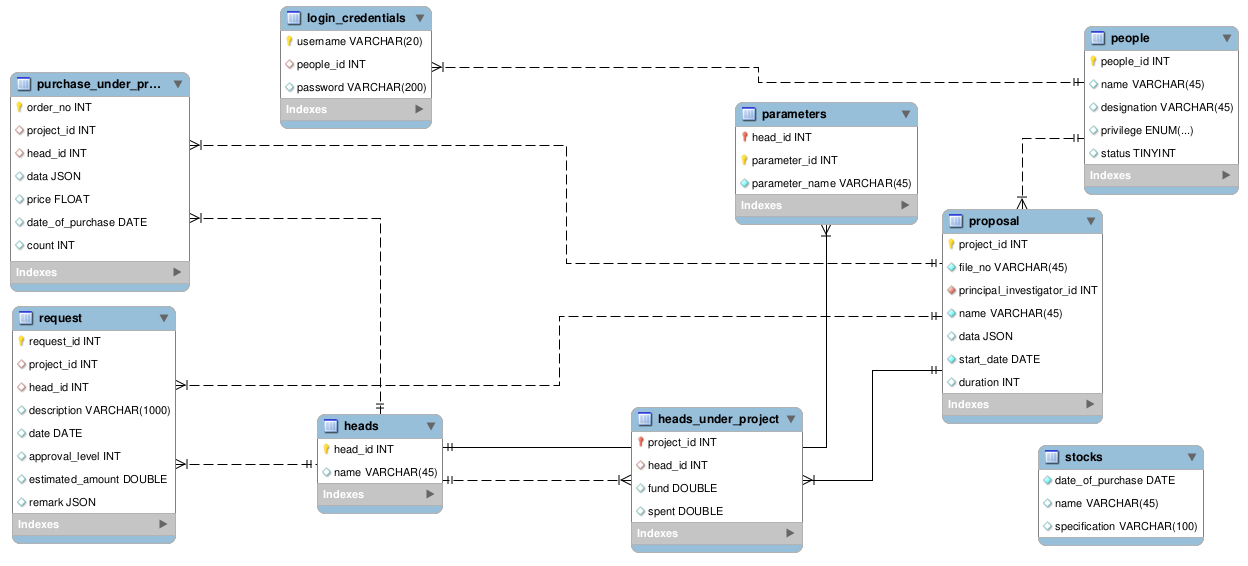 login_credentials
username VARCHAR(20)
people_id INT
password VARCHAR(200)
Indexes
people
people_id INT
name VARCHAR(45)
designation VARCHAR(45)
privilege ENUM(...)
status TINYINT
Indexes
purchase_under_pr...
order_no INT
project_id INT
head_id INT
data JSON
price FLOAT
date_of_purchase DATE
count INT
Indexes
parameters
head_id INT
parameter_id INT
parameter_name VARCHAR(45)
Indexes
proposal
project_id INT
file_no VARCHAR(45)
principal_investigator_id INT
name VARCHAR(45)
data JSON
start_date DATE
duration INT
Indexes
request
request_id INT
project_id INT
head_id INT
description VARCHAR(1000)
date DATE
approval_level INT
estimated_amount DOUBLE
remark JSON
Indexes
heads
head_id INT
name VARCHAR(45)
Indexes
heads_under_project
project_id INT
head_id INT
fund DOUBLE
spent DOUBLE
Indexes
stocks
date_of_purchase DATE
name VARCHAR(45)
specification VARCHAR(100)